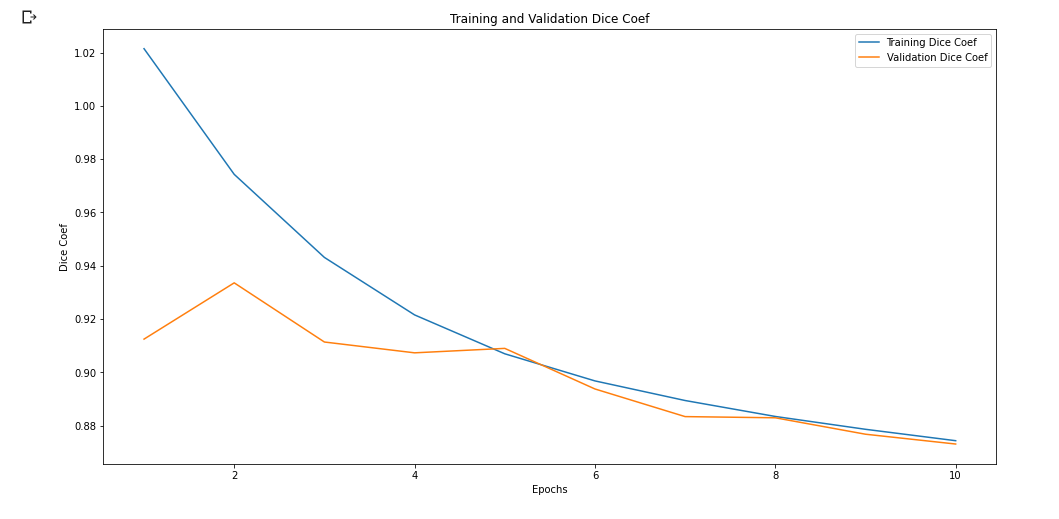 Training and Validation Dice Coef
Training Dice Coef
Validation Dice Coef
1.02
1.00
0.98
0.96
0.94
0.92
0.90
0.88
Dice Coef
2 4 6 8 10
Epochs